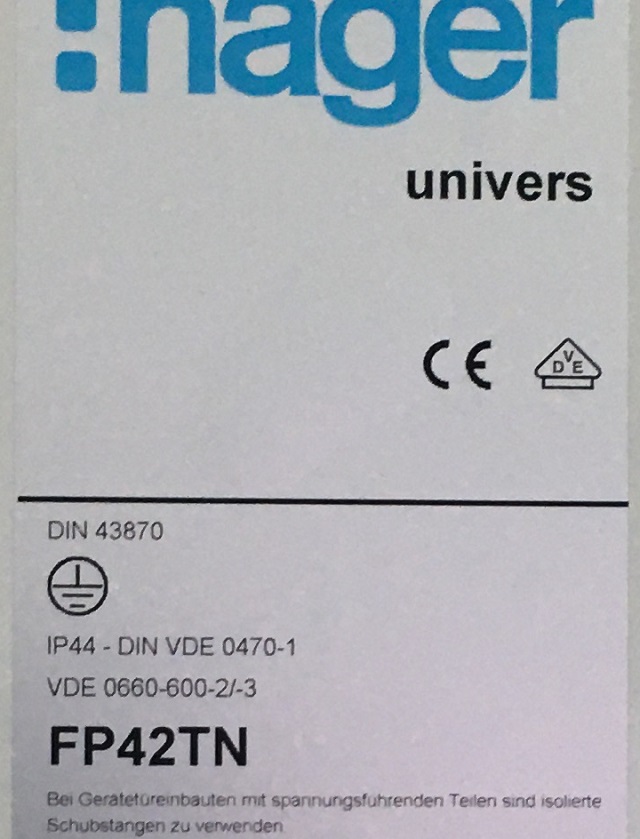 :hager
univers
CE VDE
DIN 43870
IP44 - DIN VDE 0470-1
VDE 0660-600-2/-3
FP42TN
Bei Gerätetüreinbauten mit spannungsführenden Teilen sind isolierte
Schubstangen zu verwenden